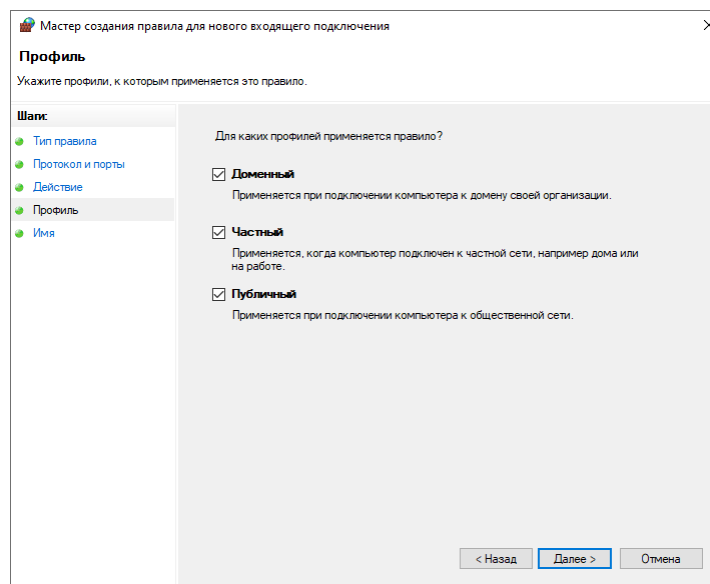 Мастер создания правила для нового входящего подключения
Профиль
Укажите профили, к которым применяется это правило.
Шаги:
Тип правила
Протокол и порты
Действие
Профиль
Имя
Для каких профилей применяется правило?
Доменный
Применяется при подключении компьютера к домену своей организации.
Частный
Применяется, когда компьютер подключен к частной сети, например дома или
на работе.
Публичный
Применяется при подключении компьютера к общественной сети.
< Назад
Далее >
Отмена